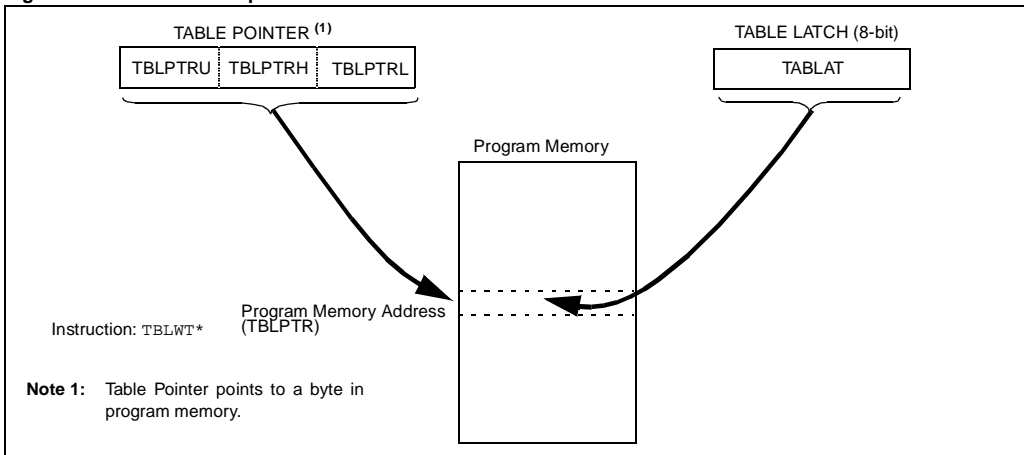 TABLE POINTER (1)
TABLE LATCH (8-bit)
TBLPTRU TBLPTRH TBLPTRL
TABLAT
Program Memory
Instruction: TBLWT*
Program Memory Address
(TBLPTR)
Note 1: Table Pointer points to a byte in
program memory.